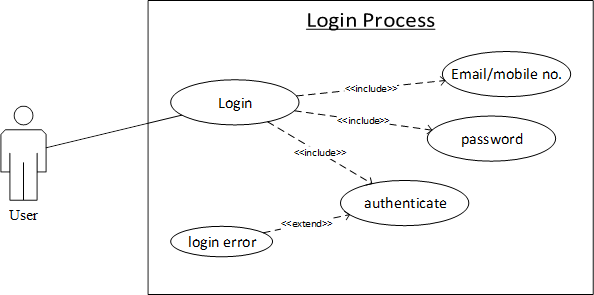 Login Process
Email/mobile no.
<<include>>
Login
<<include>>
password
<<include>>
authenticate
User
<<extend>>
login error